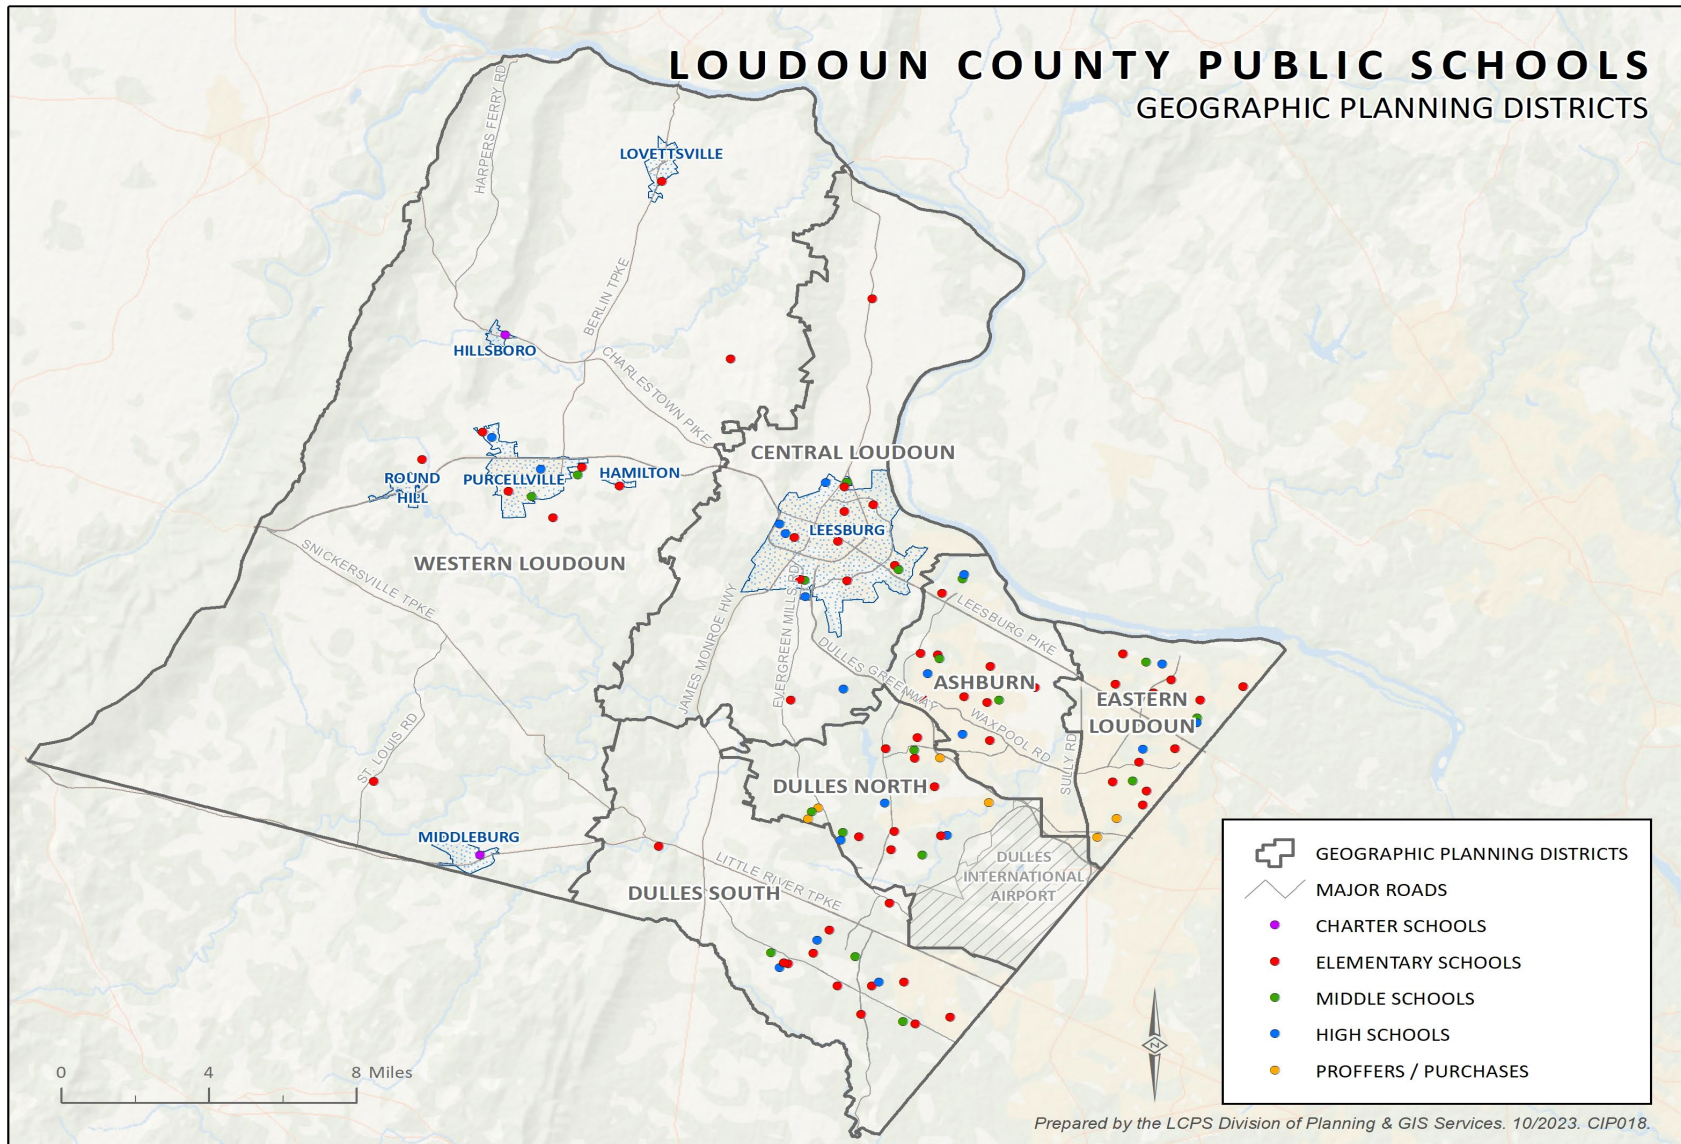 LOUDOUN COUNTY PUBLIC SCHOOLS
GEOGRAPHIC PLANNING DISTRICTS
HARPERS FERRY RD
LOVETTSVILLE
BERLIN TPKE
HILLSBORO
CHARLESTOWN PIKE
CENTRAL LOUDOUN
ROUND
HILL
PURCELLVILLE
HAMILTON
LEESBURG
WESTERN LOUDOUN
SNICKERSVILLE TPKE
JAMES MONROE HWY
EVERGREEN MILLS RD
LEESBURG PIKE
DULLES GREENWAY
ASHBURN
EASTERN
LOUDOUN
WAXPOOL RD
SULLY RD
ST. LOUIS RD
DULLES NORTH
MIDDLEBURG
LITTLE RIVER TPKE
DULLES SOUTH
DULLES
INTERNATIONAL
AIRPORT
GEOGRAPHIC PLANNING DISTRICTS
MAJOR ROADS
CHARTER SCHOOLS
ELEMENTARY SCHOOLS
MIDDLE SCHOOLS
HIGH SCHOOLS
PROFFERS / PURCHASES
N
0 4 8 Miles
Prepared by the LCPS Division of Planning & GIS Services. 10/2023. CIP018.